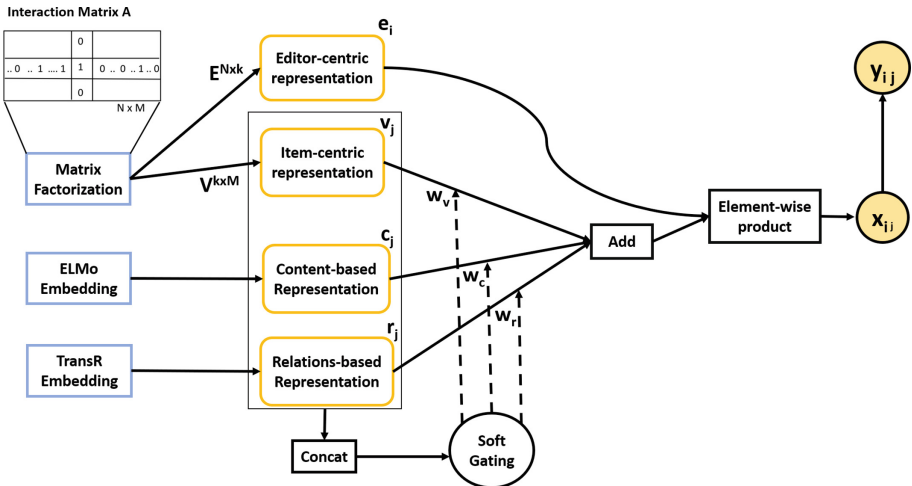 Interaction Matrix A
0
.. 0 .. 1 .... 1 1 0 .. 0 .. 1 .. 0
0
N x M
Matrix
Factorization
E^Nxk
V^kxM
e_i
Editor-centric
representation
v_j
Item-centric
representation
ELMo
Embedding
c_j
Content-based
Representation
TransR
Embedding
r_j
Relations-based
Representation
Concat
Soft
Gating
w_v
w_c
w_r
Add
Element-wise
product
x_ij
y_ij